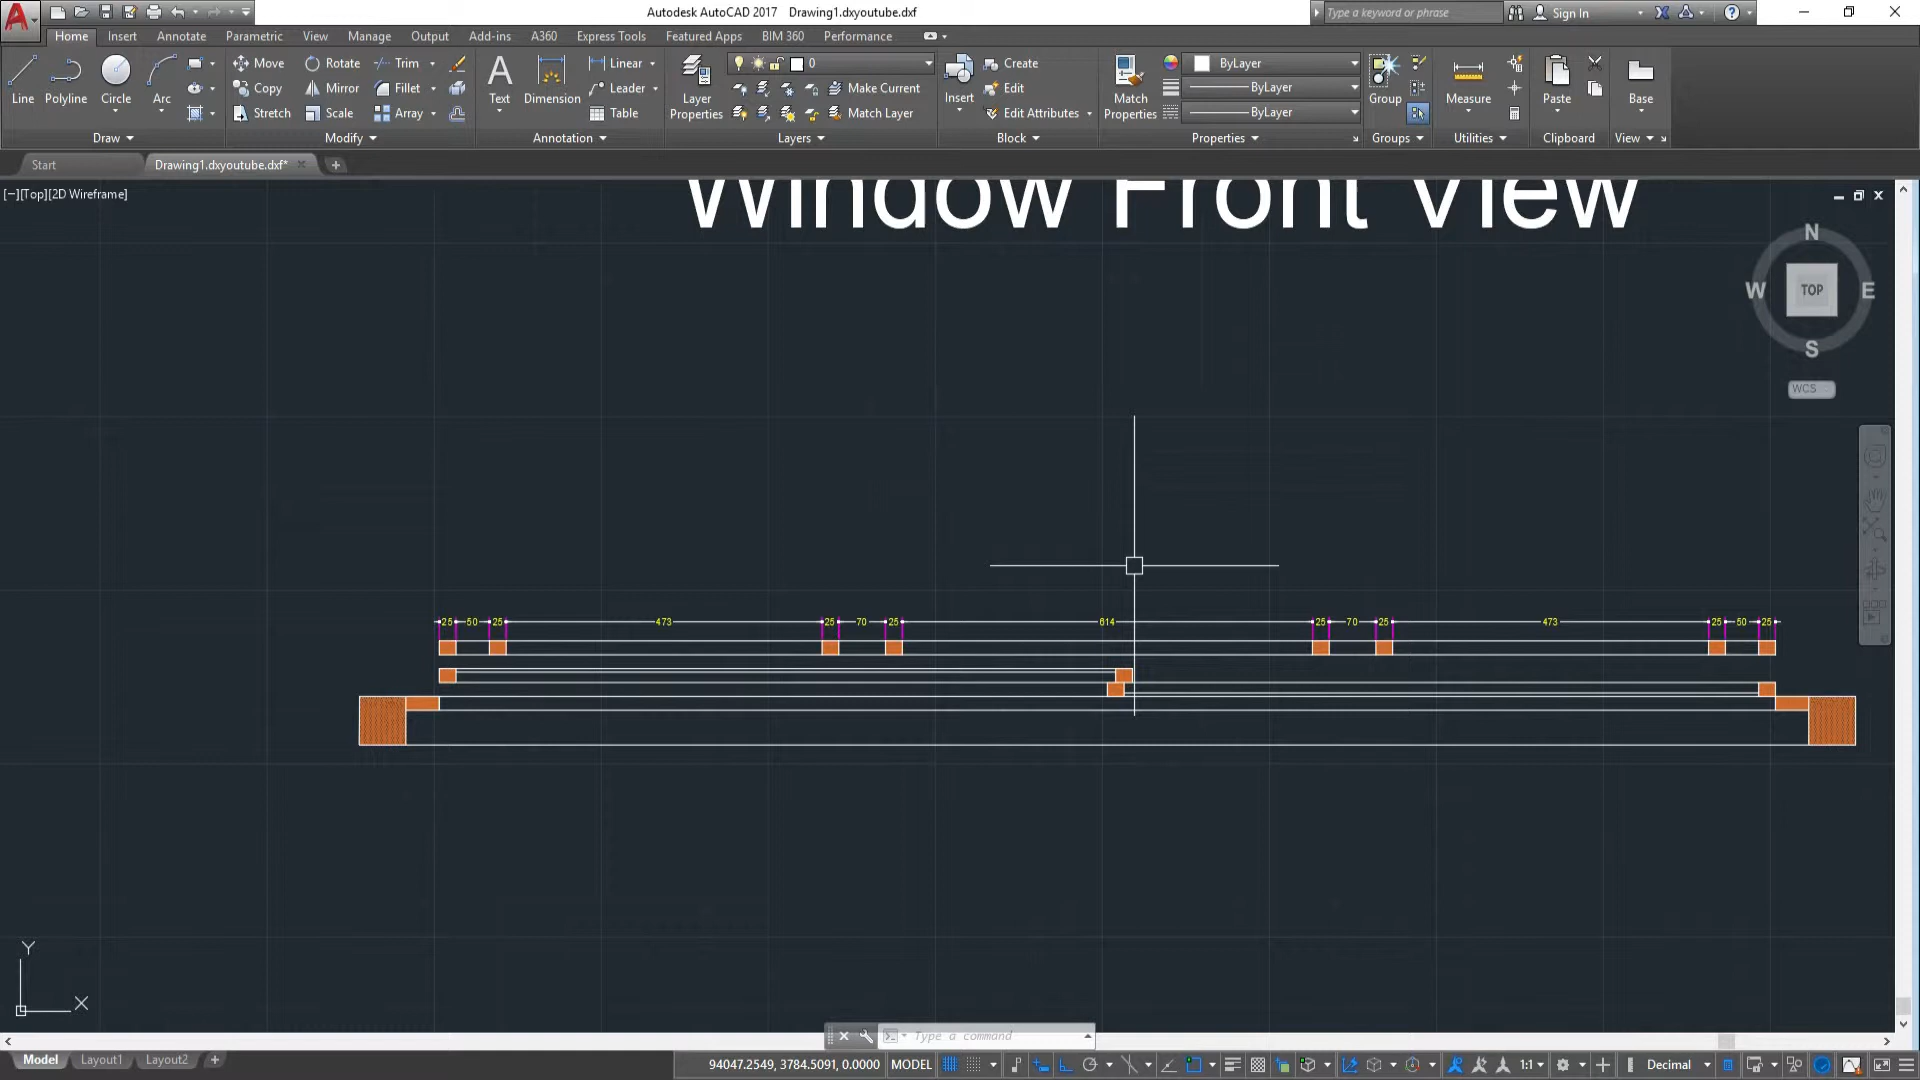 Autodesk AutoCAD 2017 Drawing1.dxyoutube.dxf
Type a keyword or phrase
Sign In
Home Insert Annotate Parametric View Manage Output Add-ins A360 Express Tools Featured Apps BIM 360 Performance
Line Polyline Circle Arc
Move Rotate Trim
Copy Mirror Fillet
Stretch Scale Array
Text Dimension
Linear
Leader
Table
Layer Properties
0
Make Current
Match Layer
Insert
Create
Edit
Edit Attributes
Match Properties
ByLayer
ByLayer
ByLayer
Group Measure Paste Base
Draw Modify Annotation Layers Block Properties Groups Utilities Clipboard View
Start Drawing1.dxyoutube.dxf*
[−][Top][2D Wireframe]
Window Front View
N
W TOP E
S
WCS
25 50 25 473 25 70 25 614 25 70 25 473 25 50 25
Y
X
Type a command
Model Layout1 Layout2 +
94047.2549, 3784.5091, 0.0000 MODEL 1:1 Decimal